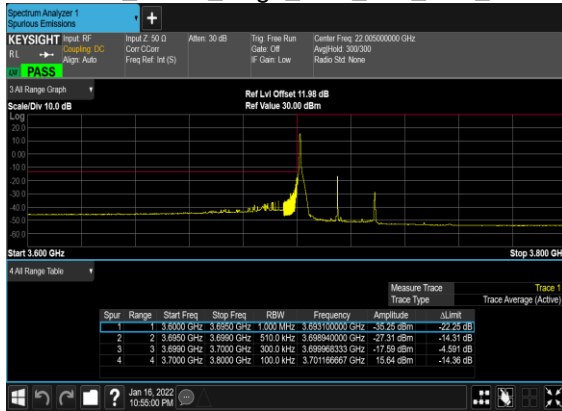 Spectrum Analyzer 1
Spurious Emissions
+
KEYSIGHT Input: RF Input Z: 50 Ω Atten: 30 dB Trig: Free Run Center Freq: 22.005000000 GHz
RL Coupling: DC Corr CCorr Gate: Off Avg|Hold: 300/300
Align: Auto Freq Ref: Int (S) IF Gain: Low Radio Std: None
PASS
3 All Range Graph
Ref Lvl Offset 11.98 dB
Scale/Div 10.0 dB Ref Value 30.00 dBm
Log
20.0
10.0
0.00
-10.0
-20.0
-30.0
-40.0
-50.0
-60.0
Start 3.600 GHz Stop 3.800 GH
4 All Range Table
Measure Trace Trace 1
Trace Type Trace Average (Active)
Spur Range Start Freq Stop Freq RBW Frequency Amplitude ΔLimit
1 1 3.6000 GHz 3.6950 GHz 1.000 MHz 3.693100000 GHz -35.25 dBm -22.25 dB
2 2 3.6950 GHz 3.6990 GHz 510.0 kHz 3.698940000 GHz -27.31 dBm -14.31 dB
3 3 3.6990 GHz 3.7000 GHz 300.0 kHz 3.699968333 GHz -17.59 dBm -4.591 dB
4 4 3.7000 GHz 3.8000 GHz 100.0 kHz 3.701166667 GHz 15.64 dBm -14.36 dB
? Jan 16, 2022
10:55:00 PM